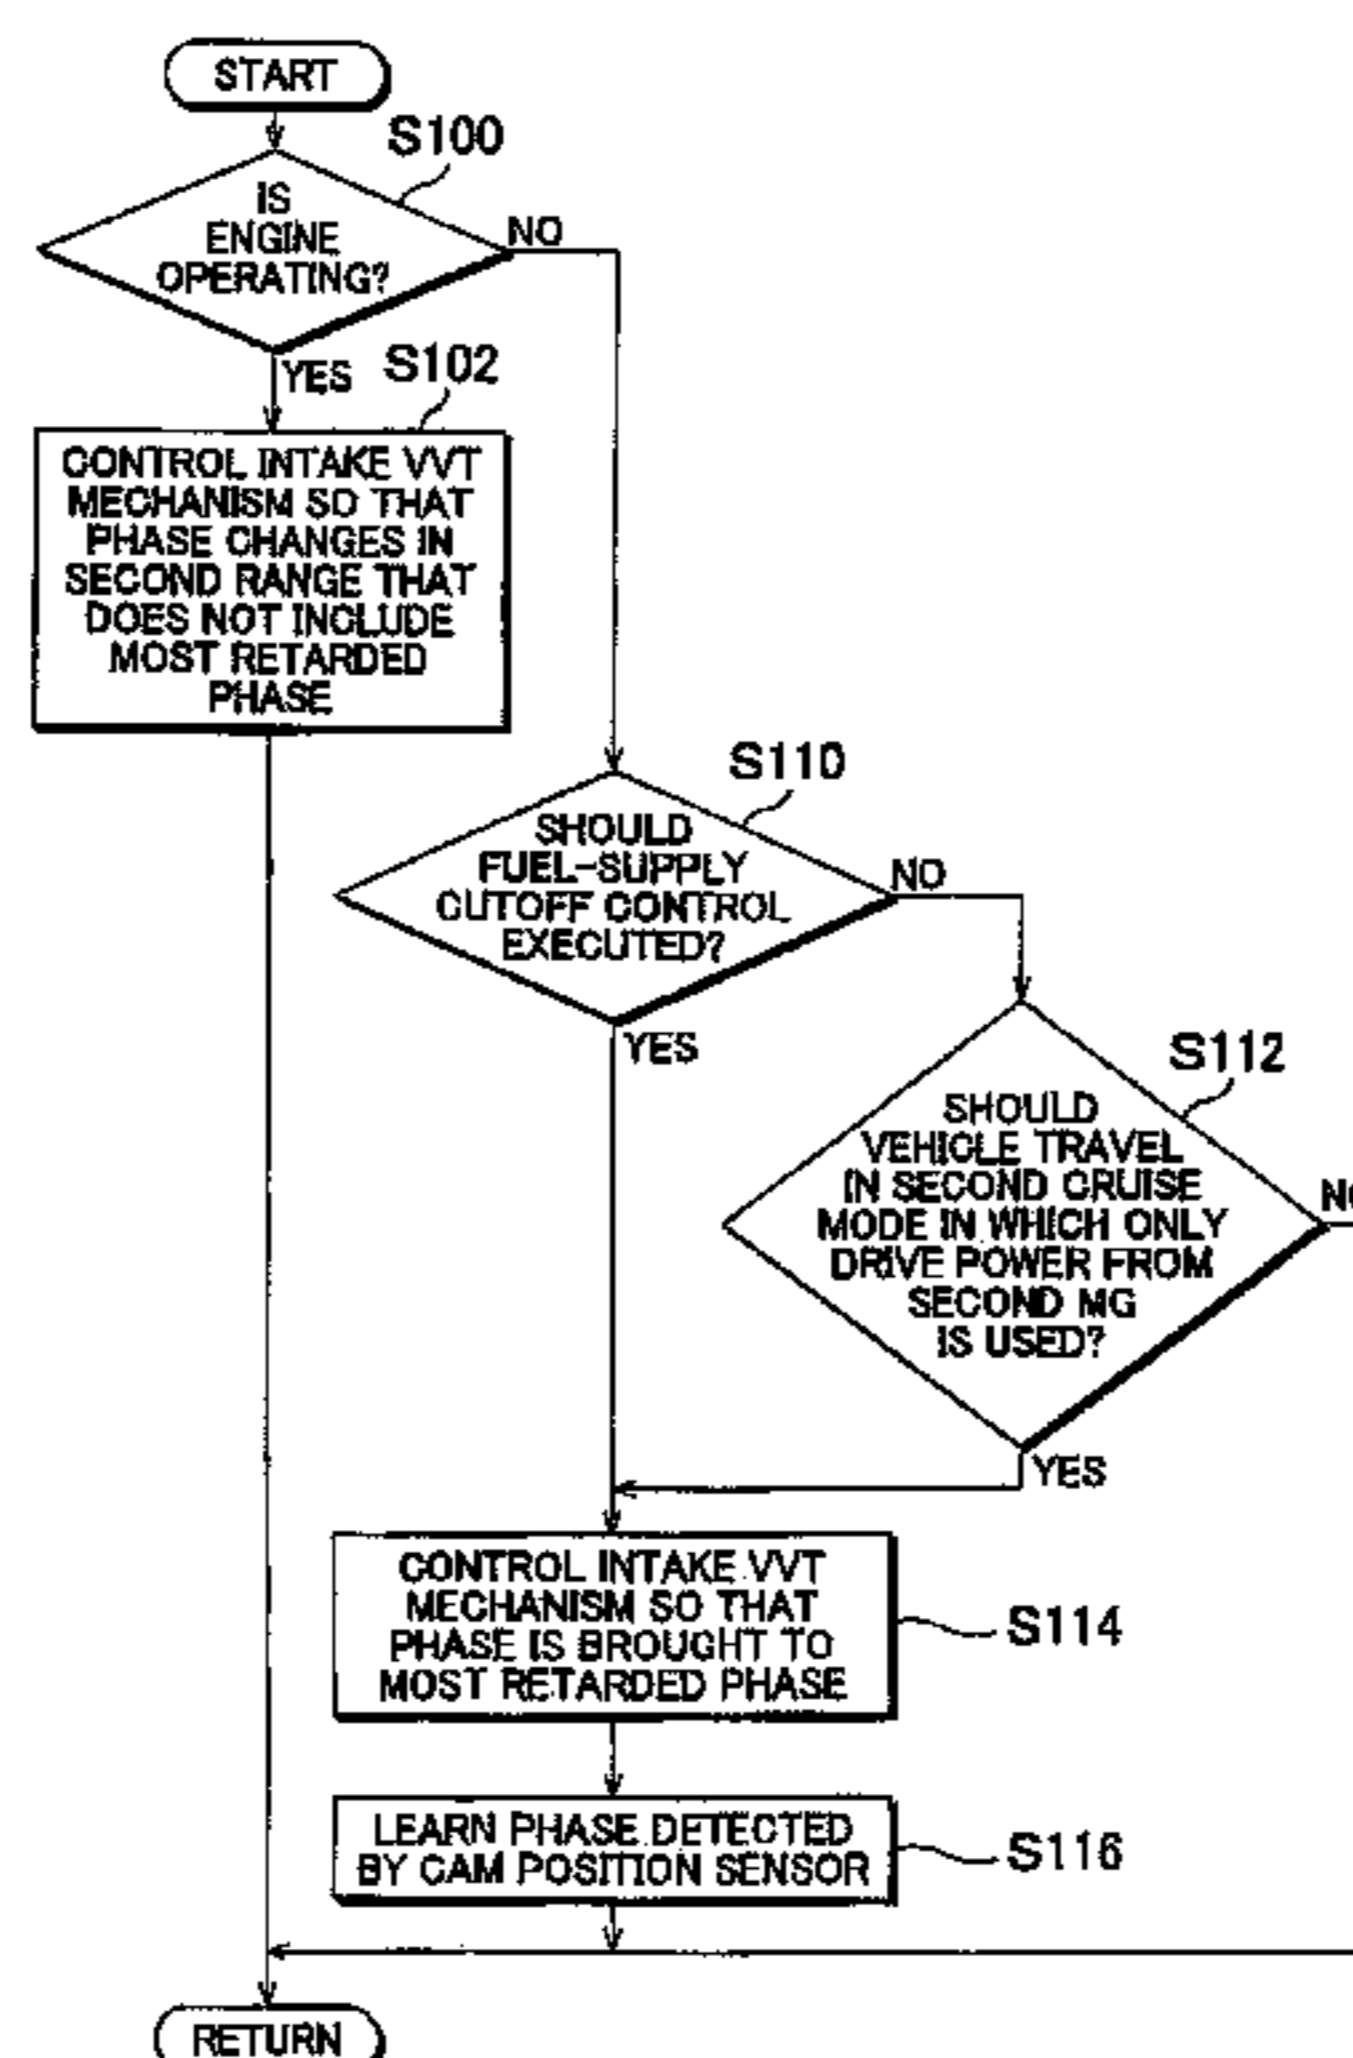 START
S100
IS
ENGINE
OPERATING?
NO
YES
S102
CONTROL INTAKE VVT
MECHANISM SO THAT
PHASE CHANGES IN
SECOND RANGE THAT
DOES NOT INCLUDE
MOST RETARDED
PHASE
S110
SHOULD
FUEL-SUPPLY
CUTOFF CONTROL
EXECUTED?
NO
YES
S112
SHOULD
VEHICLE TRAVEL
IN SECOND CRUISE
MODE IN WHICH ONLY
DRIVE POWER FROM
SECOND MG
IS USED?
NO
YES
CONTROL INTAKE VVT
MECHANISM SO THAT
PHASE IS BROUGHT TO
MOST RETARDED PHASE
S114
LEARN PHASE DETECTED
BY CAM POSITION SENSOR
S116
RETURN